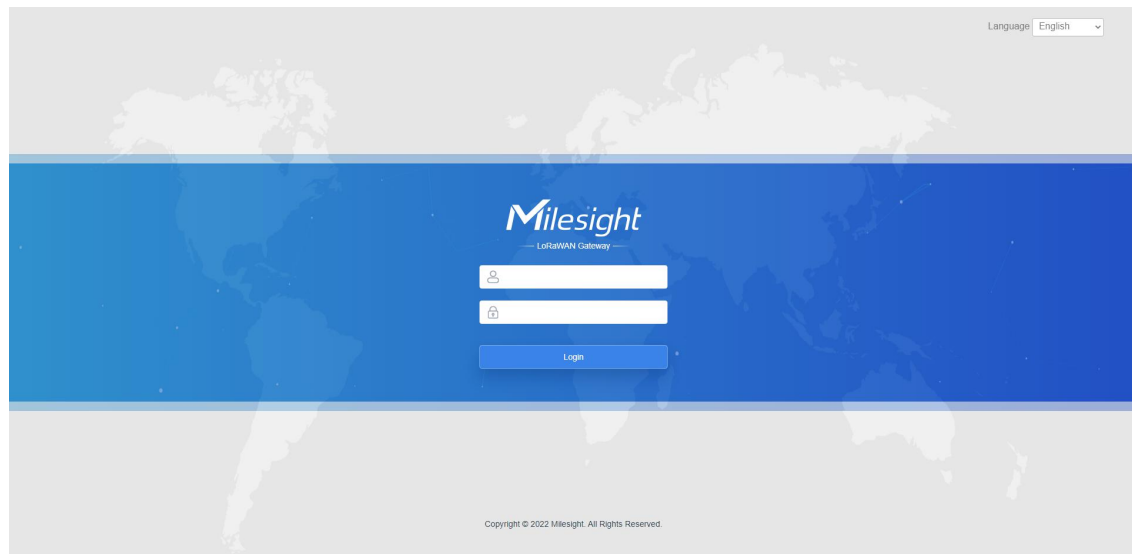 Language English
Milesight
LoRaWAN Gateway
Login
Copyright © 2022 Milesight. All Rights Reserved.